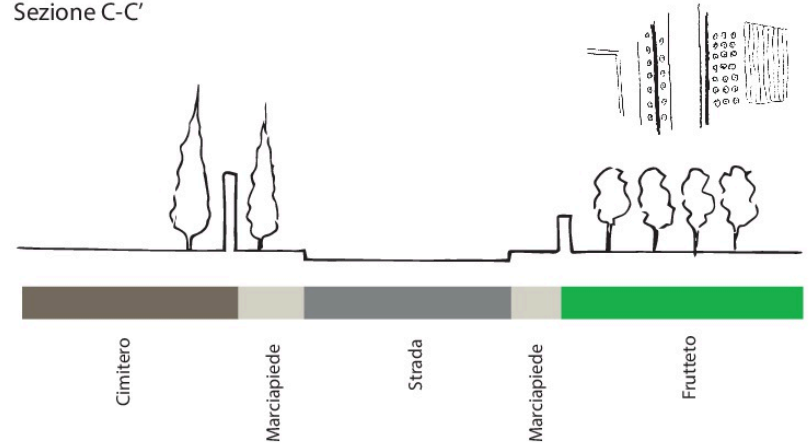 Sezione C-C’
Cimitero
Marciapiede
Strada
Marciapiede
Frutteto